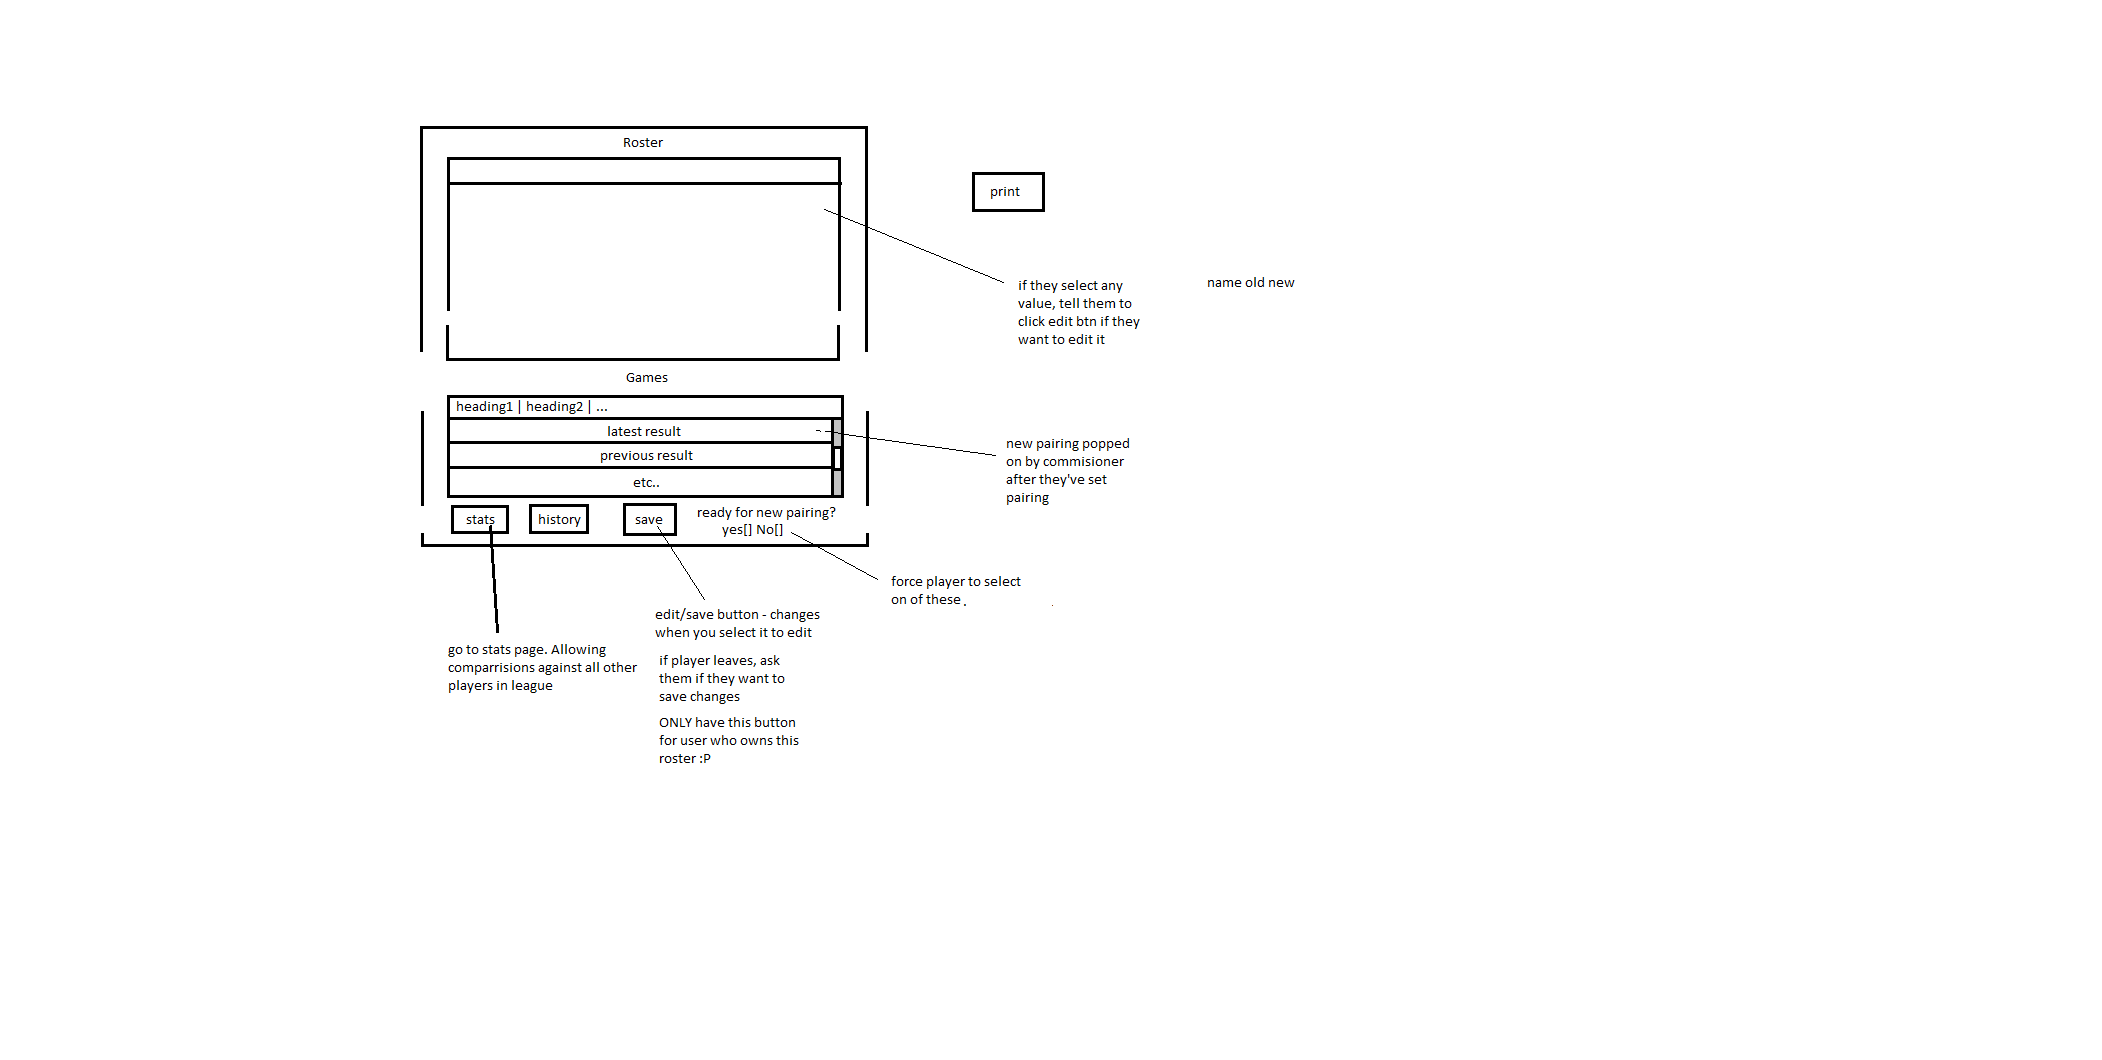 Roster
print
if they select any
value, tell them to
click edit btn if they
want to edit it
name old new
Games
heading1 | heading2 | ...
latest result
previous result
etc..
new pairing popped
on by commisioner
after they've set
pairing
stats
history
save
ready for new pairing?
yes[] No[]
force player to select
on of these .
edit/save button - changes
when you select it to edit
if player leaves, ask
them if they want to
save changes
ONLY have this button
for user who owns this
roster :P
go to stats page. Allowing
comparrisions against all other
players in league